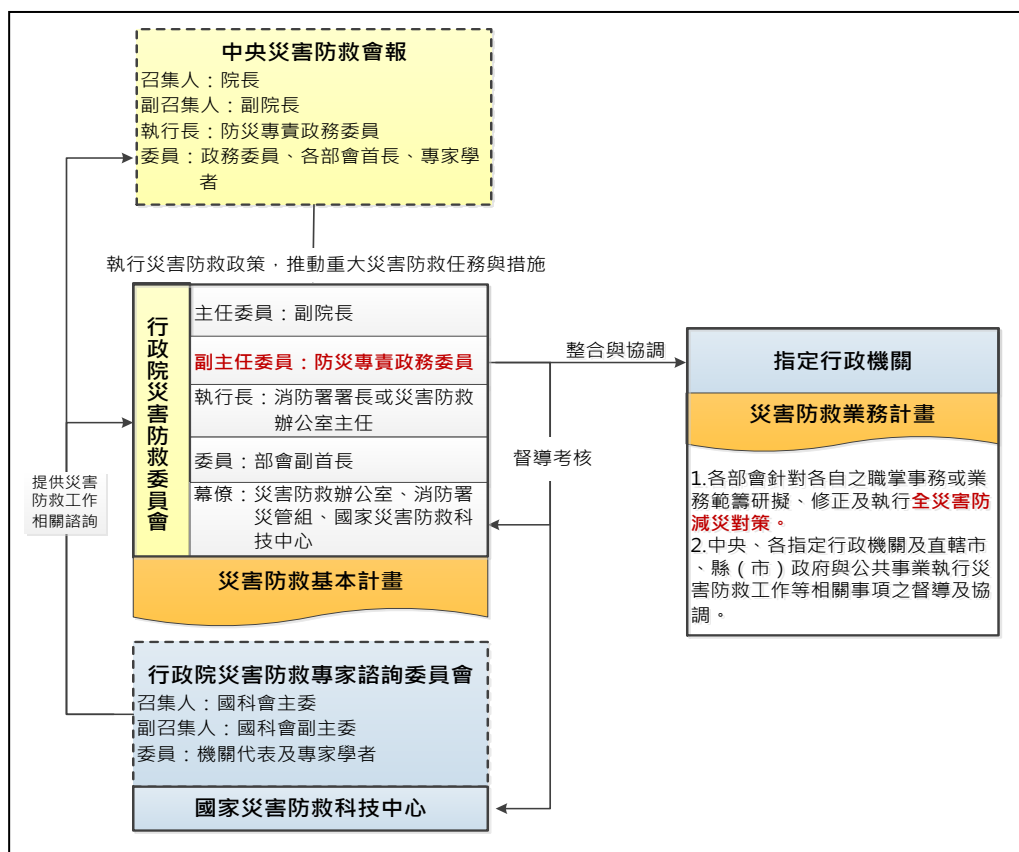 中央災害防救會報
召集人：院長
副召集人：副院長
執行長：防災專責政務委員
委員：政務委員、各部會首長、專家學
者
執行災害防救政策，推動重大災害防救任務與措施
行政院災害防救委員會
主任委員：副院長
副主任委員：防災專責政務委員
執行長：消防署署長或災害防救
辦公室主任
委員：部會副首長
幕僚：災害防救辦公室、消防署
災管組、國家災害防救科
技中心
災害防救基本計畫
整合與協調
督導考核
指定行政機關
災害防救業務計畫
1.各部會針對各自之職掌事務或業
務範籌研擬、修正及執行全災害防
減災對策。
2.中央、各指定行政機關及直轄市
、縣（市）政府與公共事業執行災
害防救工作等相關事項之督導及協
調。
提供災害
防救工作
相關諮詢
行政院災害防救專家諮詢委員會
召集人：國科會主委
副召集人：國科會副主委
委員：機關代表及專家學者
國家災害防救科技中心